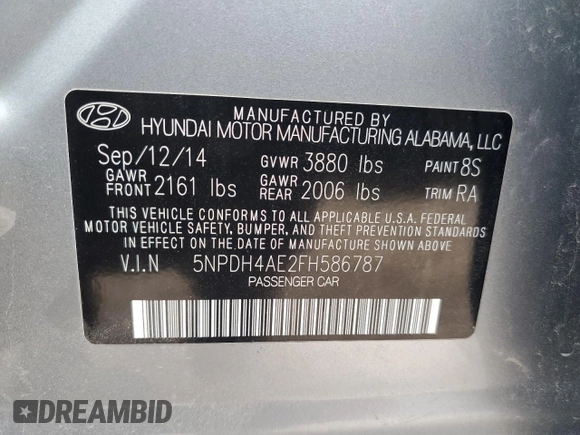 MANUFACTURED BY
HYUNDAI MOTOR MANUFACTURING ALABAMA, LLC
Sep/12/14 GVWR 3880 lbs PAINT 8S
GAWR FRONT 2161 lbs GAWR REAR 2006 lbs TRIM RA
THIS VEHICLE CONFORMS TO ALL APPLICABLE U.S.A. FEDERAL
MOTOR VEHICLE SAFETY, BUMPER, AND THEFT PREVENTION STANDARDS
IN EFFECT ON THE DATE OF MANUFACTURE SHOWN ABOVE.
V.I.N 5NPDH4AE2FH586787
PASSENGER CAR
DREAMBID